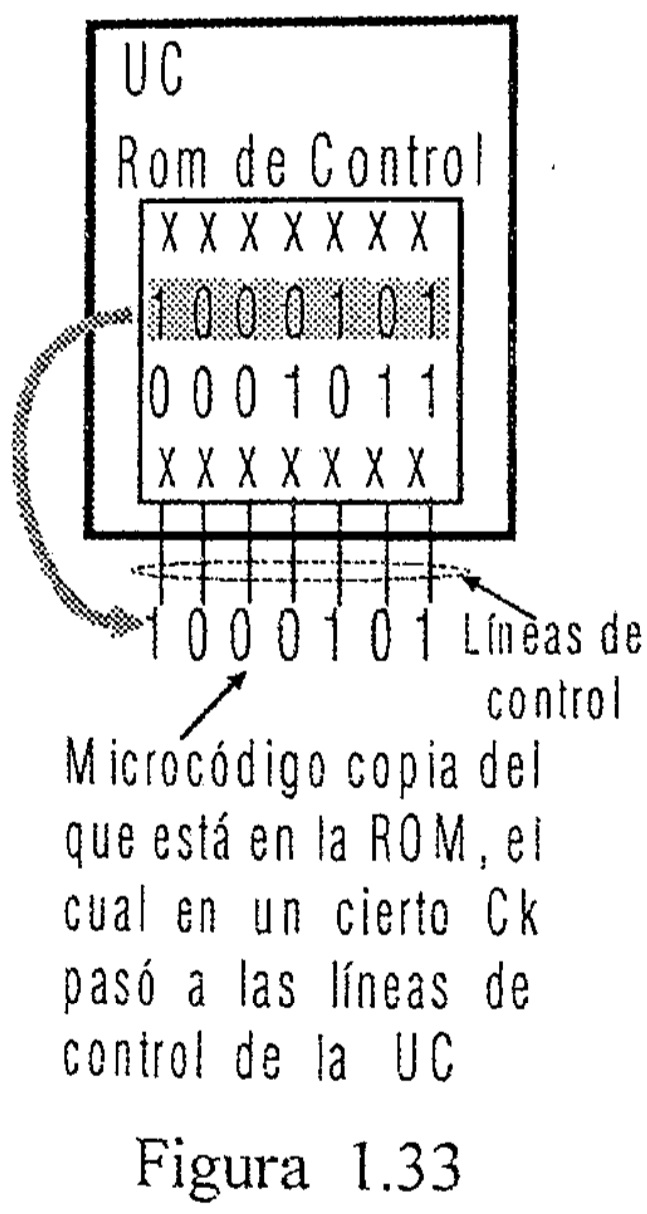 UC
Rom de Control
X X X X X X X
1 0 0 0 1 0 1
0 0 0 1 0 1 1
X X X X X X X
1 0 0 0 1 0 1
Líneas de
control
Microcódigo copia del
que está en la ROM, el
cual en un cierto Ck
pasó a las líneas de
control de la UC
Figura 1.33